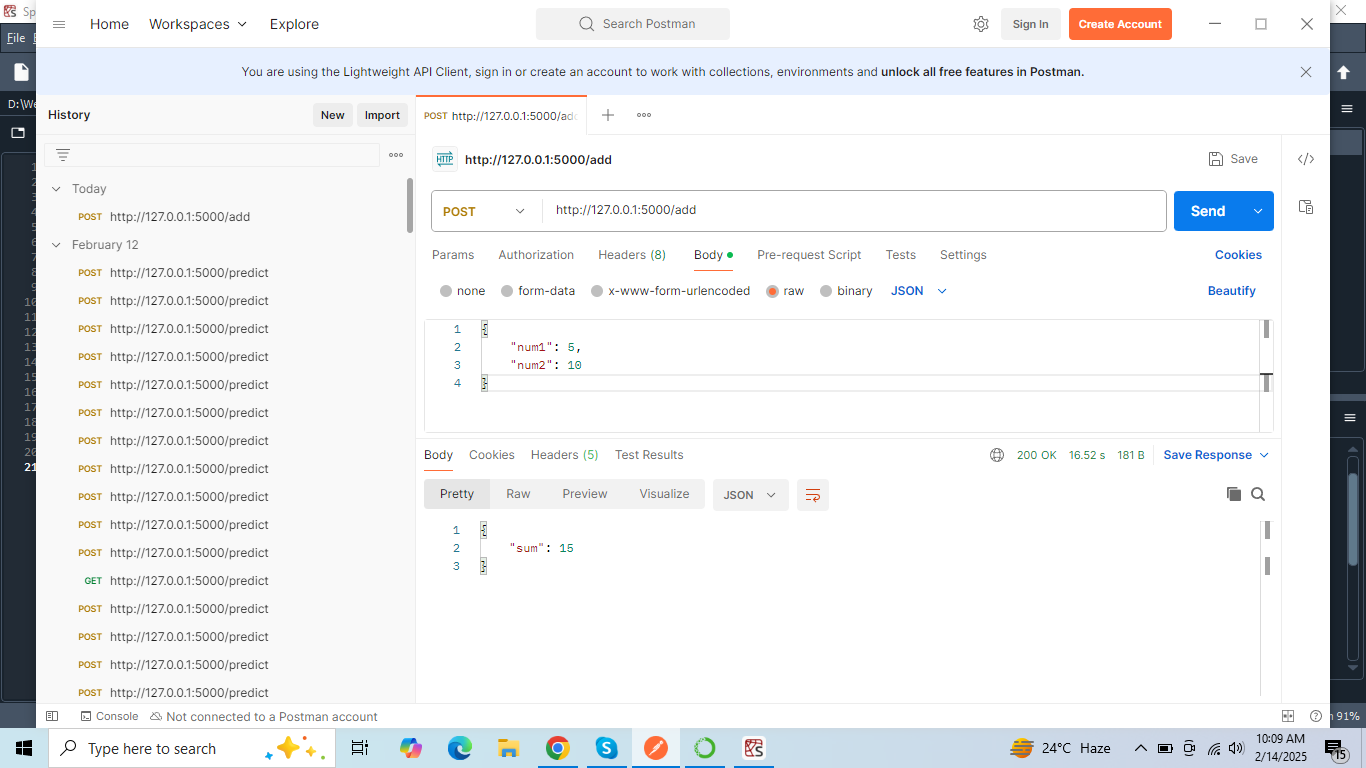 Sp
File
D:\We
Home Workspaces Explore Search Postman Sign In Create Account
You are using the Lightweight API Client, sign in or create an account to work with collections, environments and unlock all free features in Postman.
History New Import POST http://127.0.0.1:5000/add
HTTP http://127.0.0.1:5000/add Save
Today
POST http://127.0.0.1:5000/add
February 12
POST http://127.0.0.1:5000/predict
POST http://127.0.0.1:5000/predict
POST http://127.0.0.1:5000/predict
POST http://127.0.0.1:5000/predict
POST http://127.0.0.1:5000/predict
POST http://127.0.0.1:5000/predict
POST http://127.0.0.1:5000/predict
POST http://127.0.0.1:5000/predict
POST http://127.0.0.1:5000/predict
POST http://127.0.0.1:5000/predict
POST http://127.0.0.1:5000/predict
GET http://127.0.0.1:5000/predict
POST http://127.0.0.1:5000/predict
POST http://127.0.0.1:5000/predict
POST http://127.0.0.1:5000/predict
POST http://127.0.0.1:5000/predict
POST http://127.0.0.1:5000/add Send
Params Authorization Headers (8) Body Pre-request Script Tests Settings Cookies
none form-data x-www-form-urlencoded raw binary JSON Beautify
1 {
2 "num1": 5,
3 "num2": 10
4 }
Body Cookies Headers (5) Test Results 200 OK 16.52 s 181 B Save Response
Pretty Raw Preview Visualize JSON
1 {
2 "sum": 15
3 }
Console Not connected to a Postman account
91%
Type here to search 24°C Haze 10:09 AM
2/14/2025
15